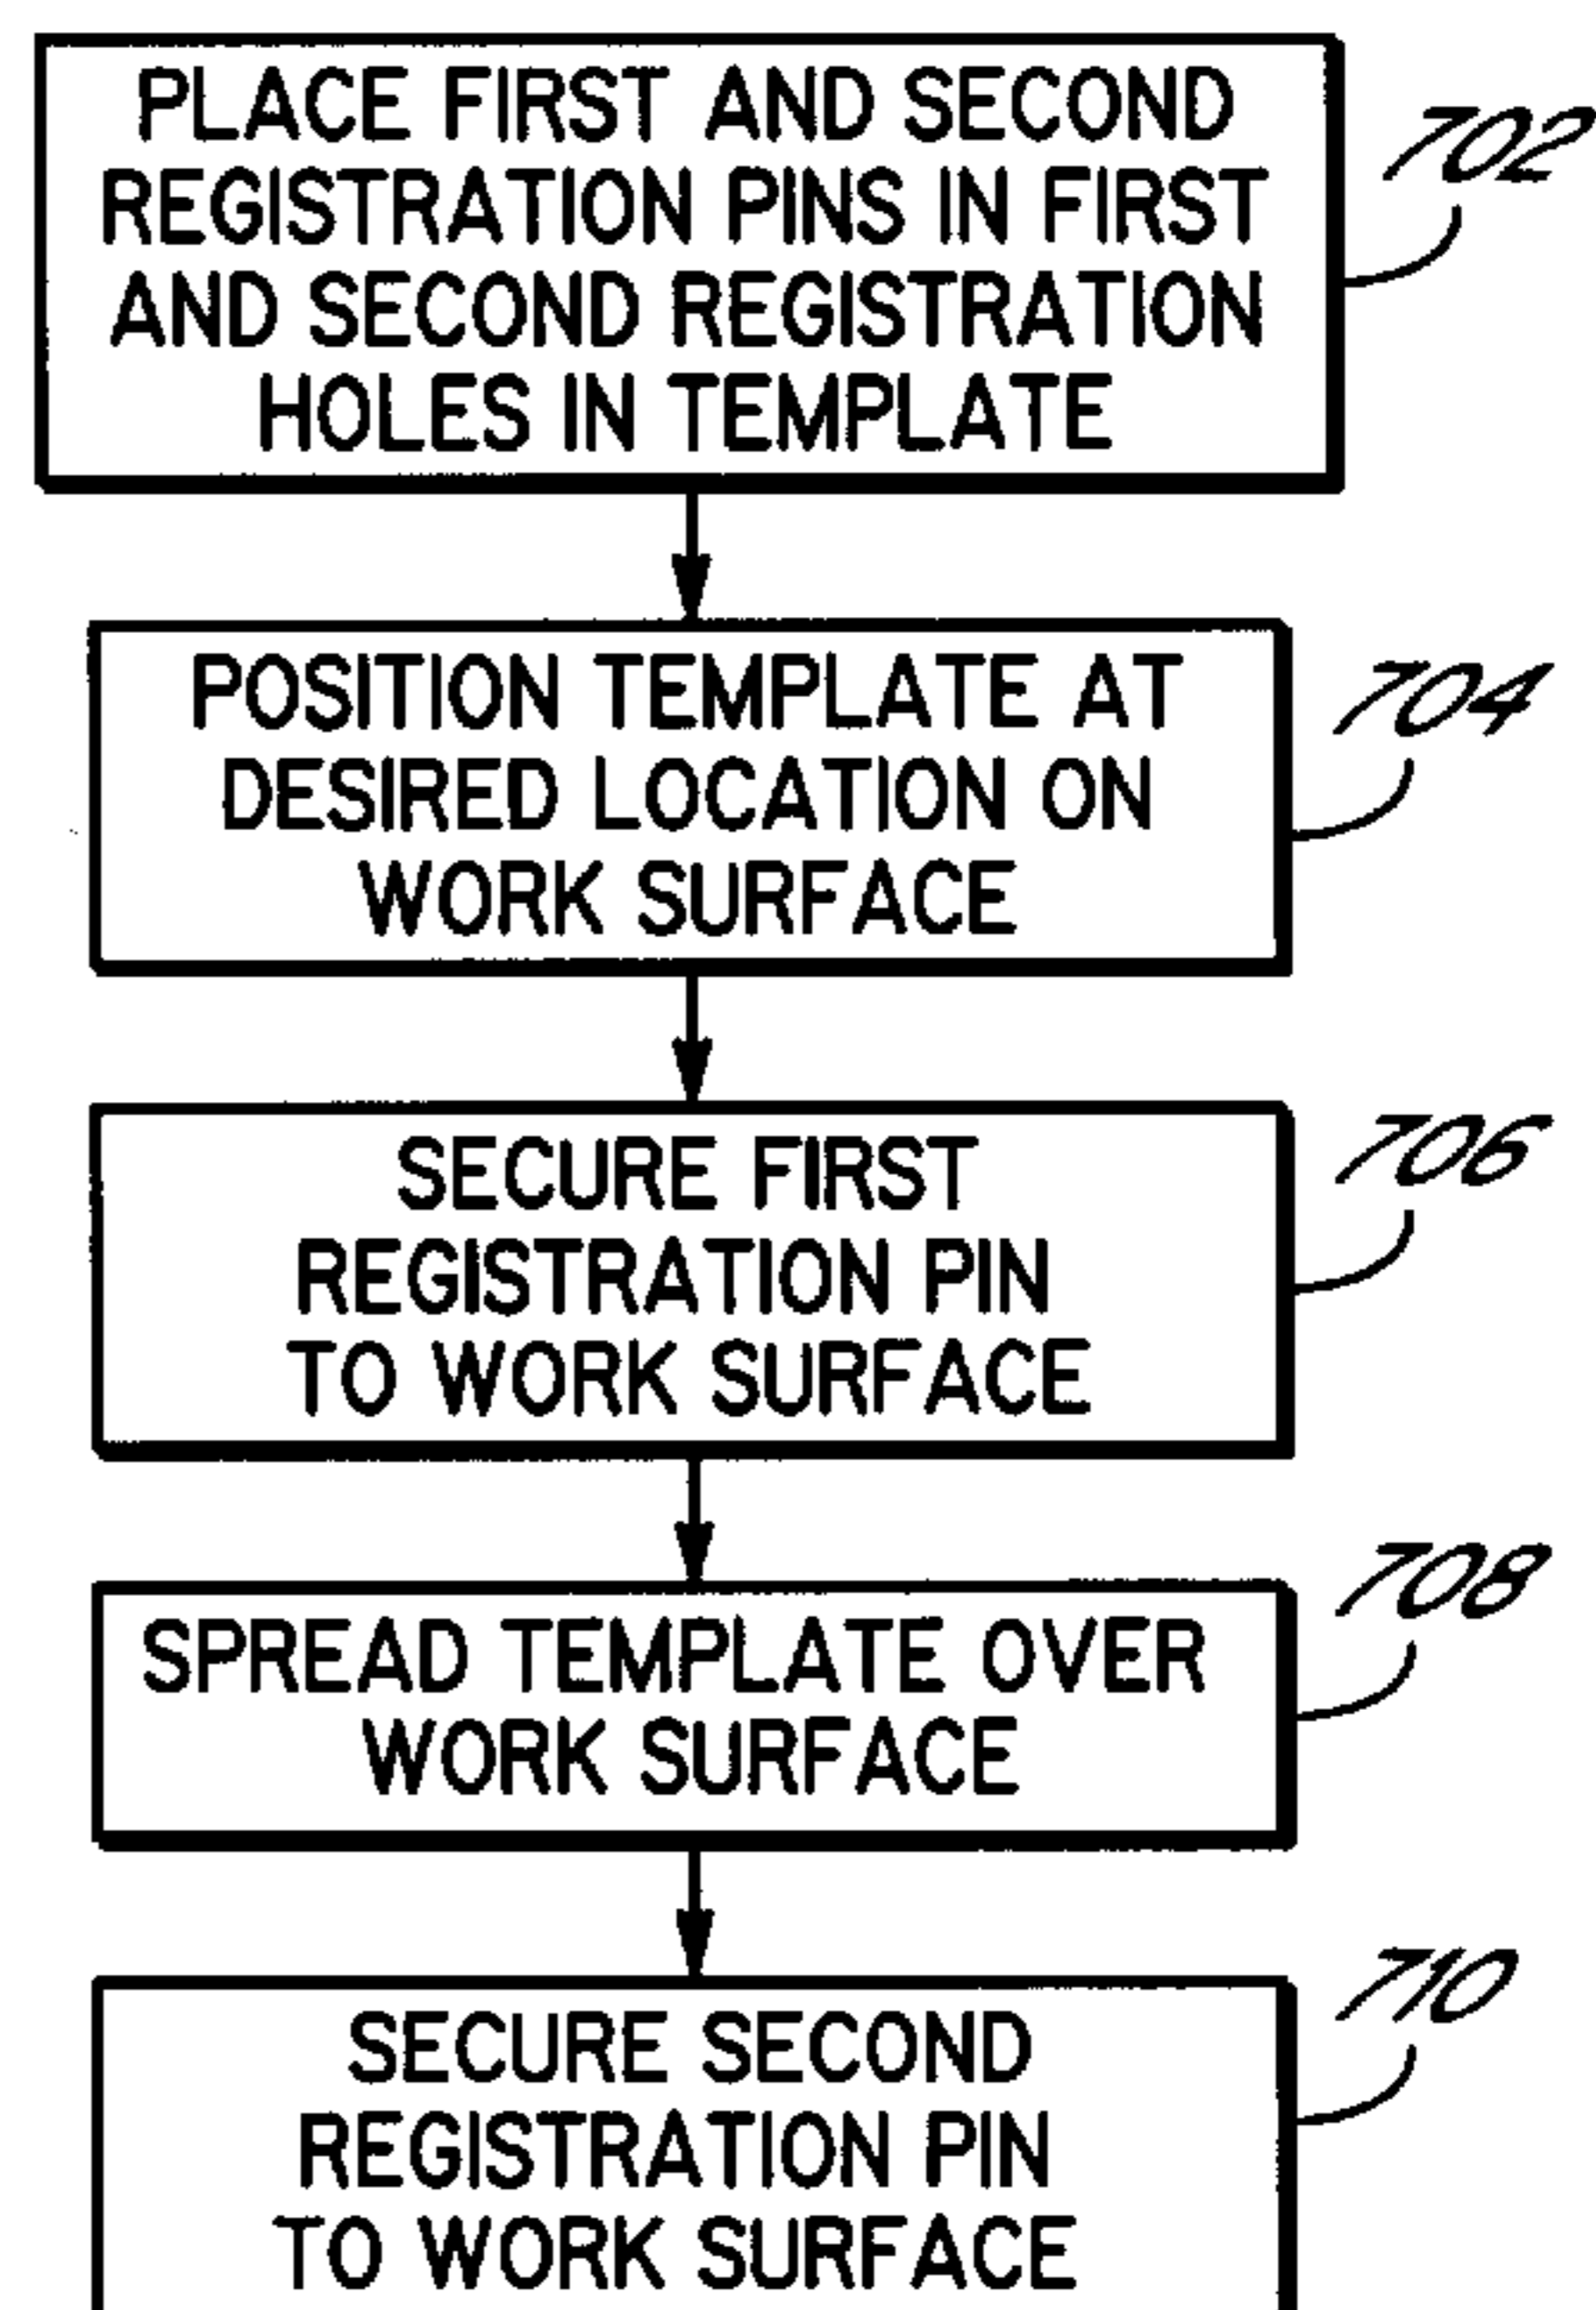 PLACE FIRST AND SECOND
REGISTRATION PINS IN FIRST
AND SECOND REGISTRATION
HOLES IN TEMPLATE
702
POSITION TEMPLATE AT
DESIRED LOCATION ON
WORK SURFACE
704
SECURE FIRST
REGISTRATION PIN
TO WORK SURFACE
706
SPREAD TEMPLATE OVER
WORK SURFACE
708
SECURE SECOND
REGISTRATION PIN
TO WORK SURFACE
710